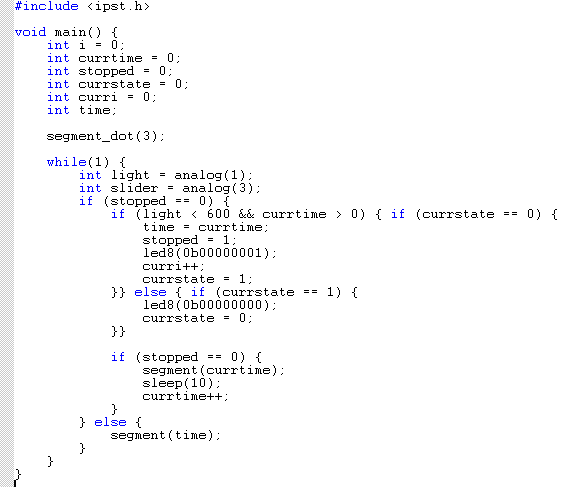 #include <ipst.h>
void main() {
int i = 0;
int currtime = 0;
int stopped = 0;
int currstate = 0;
int curri = 0;
int time;
segment_dot(3);
while(1) {
int light = analog(1);
int slider = analog(3);
if (stopped == 0) {
if (light < 600 && currtime > 0) { if (currstate == 0) {
time = currtime;
stopped = 1;
led8(0b00000001);
curri++;
currstate = 1;
}} else { if (currstate == 1) {
led8(0b00000000);
currstate = 0;
}}
if (stopped == 0) {
segment(currtime);
sleep(10);
currtime++;
}
} else {
segment(time);
}
}
}